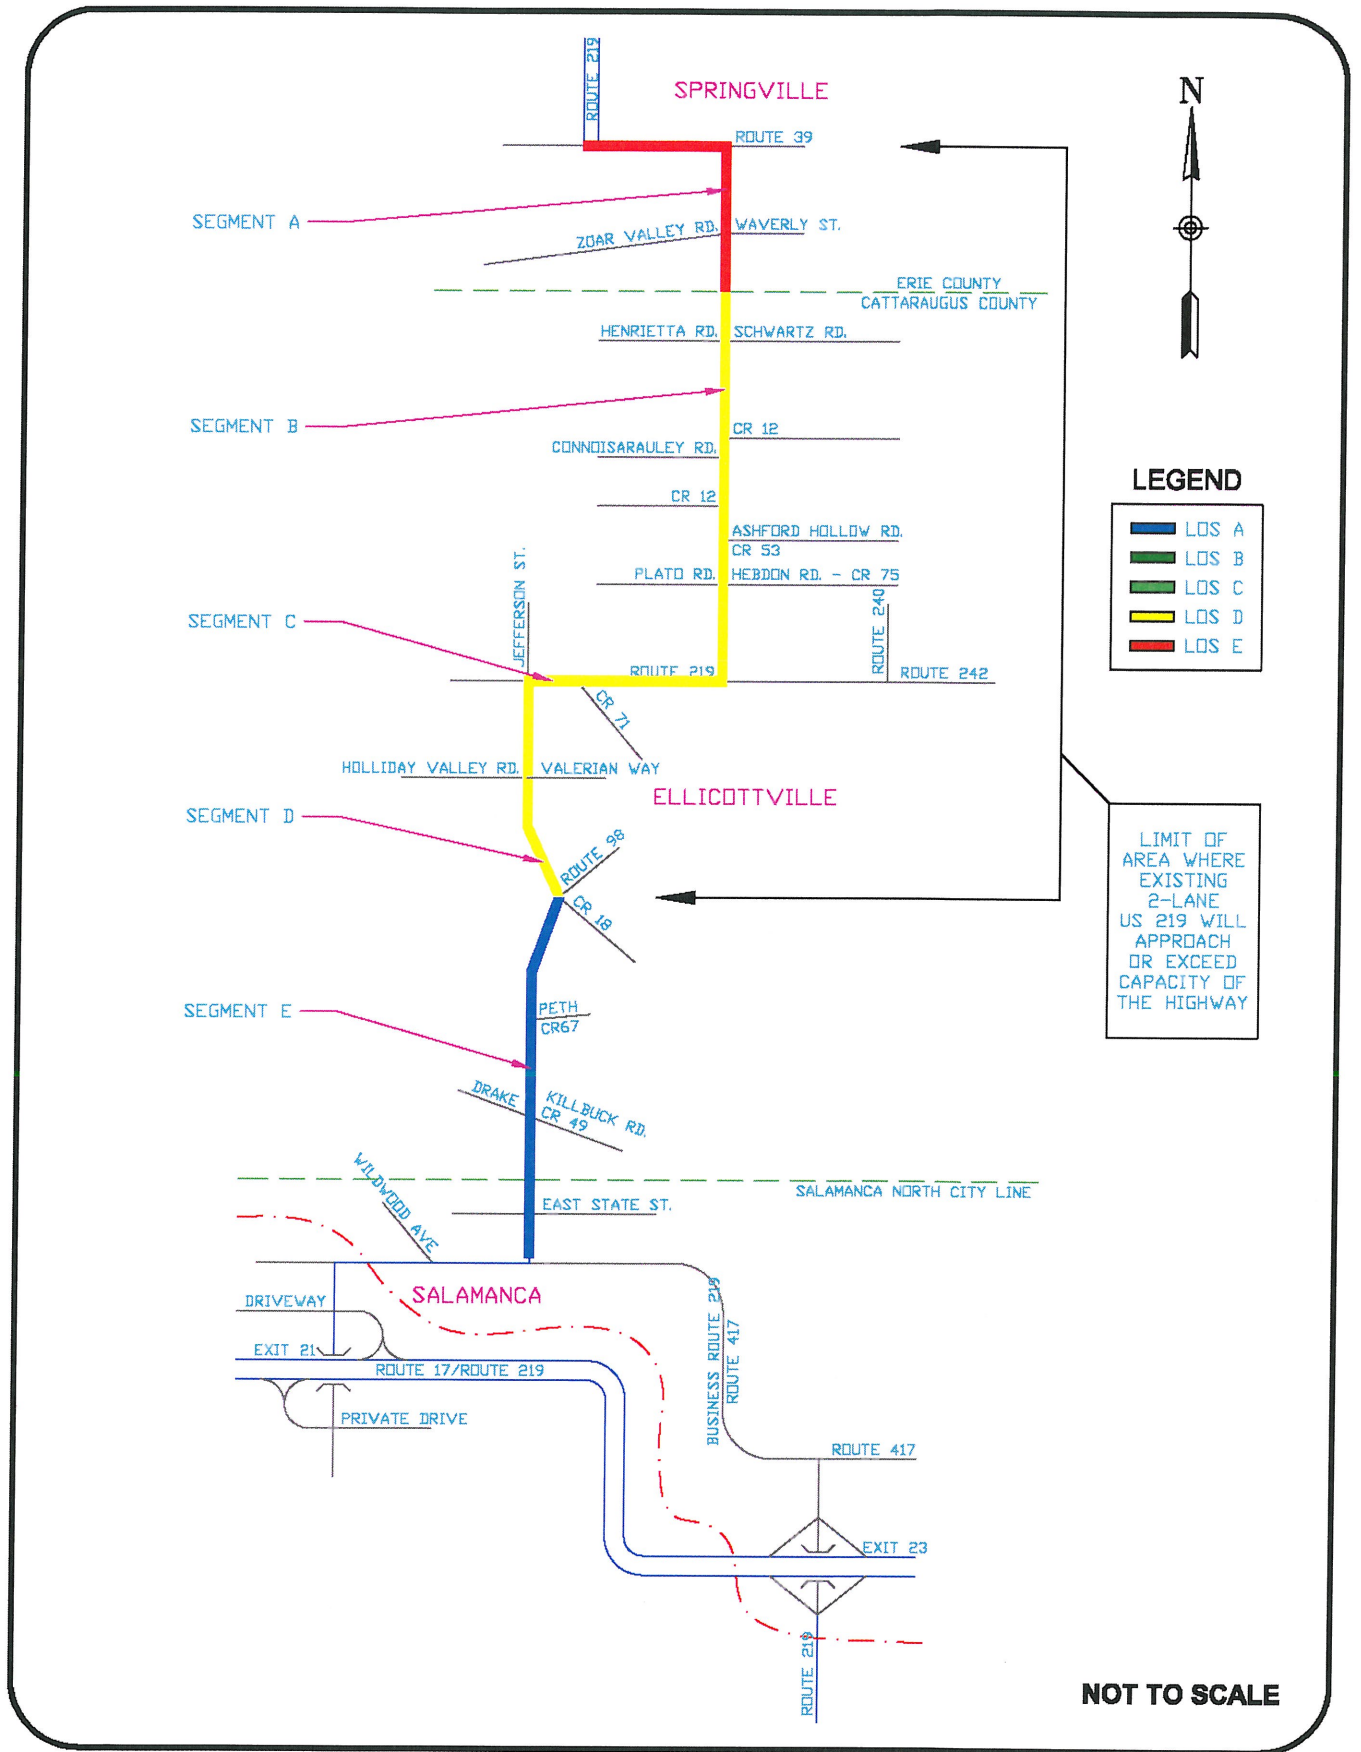 ROUTE 219
SPRINGVILLE
N
ROUTE 39
SEGMENT A
ZOAR VALLEY RD.
WAVERLY ST.
ERIE COUNTY
CATTARAUGUS COUNTY
HENRIETTA RD.
SCHWARTZ RD.
SEGMENT B
CR 12
CONNOISARAULEY RD.
CR 12
ASHFORD HOLLOW RD.
CR 53
PLATO RD.
HEBDON RD. - CR 75
LEGEND
LOS A
LOS B
LOS C
LOS D
LOS E
JEFFERSON ST.
ROUTE 240
SEGMENT C
ROUTE 219
ROUTE 242
CR 71
HOLLIDAY VALLEY RD.
VALERIAN WAY
ELLICOTTVILLE
SEGMENT D
ROUTE 98
CR 18
LIMIT OF
AREA WHERE
EXISTING
2-LANE
US 219 WILL
APPROACH
OR EXCEED
CAPACITY OF
THE HIGHWAY
SEGMENT E
PETH
CR67
DRAKE
KILLBUCK RD.
CR 49
SALAMANCA NORTH CITY LINE
WILDWOOD AVE
EAST STATE ST.
SALAMANCA
DRIVEWAY
EXIT 21
ROUTE 17/ROUTE 219
PRIVATE DRIVE
BUSINESS ROUTE 219
ROUTE 417
ROUTE 417
EXIT 23
ROUTE 219
NOT TO SCALE